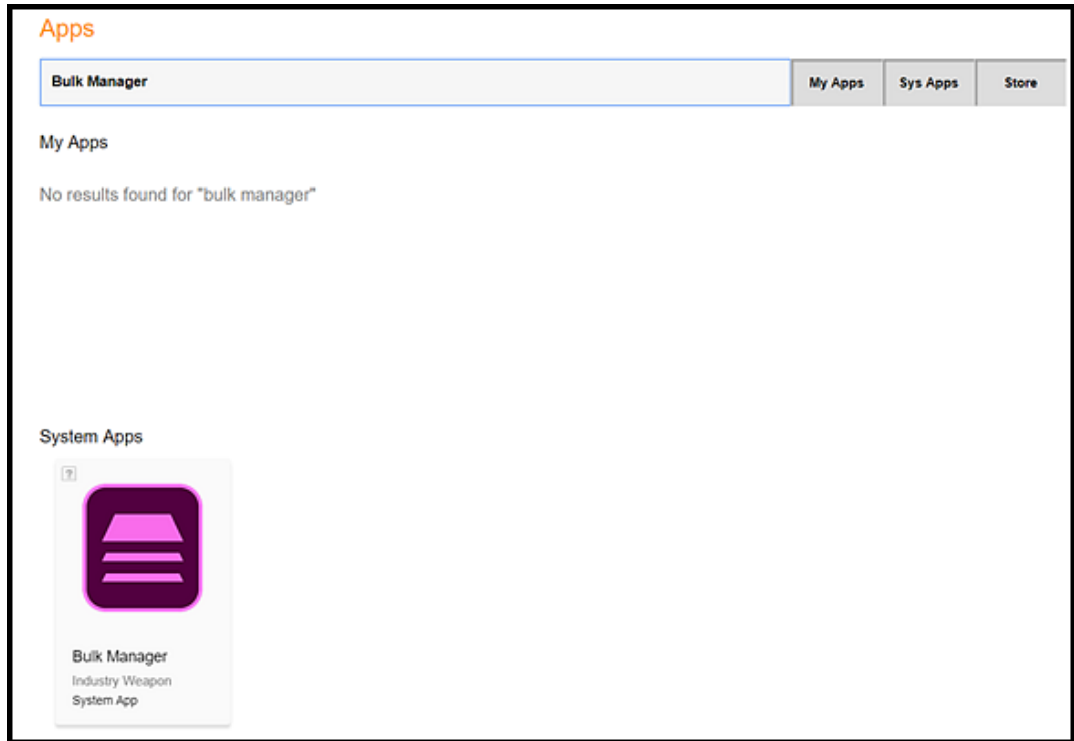 Apps
Bulk Manager
My Apps
Sys Apps
Store
My Apps
No results found for "bulk manager"
System Apps
?
Bulk Manager
Industry Weapon
System App